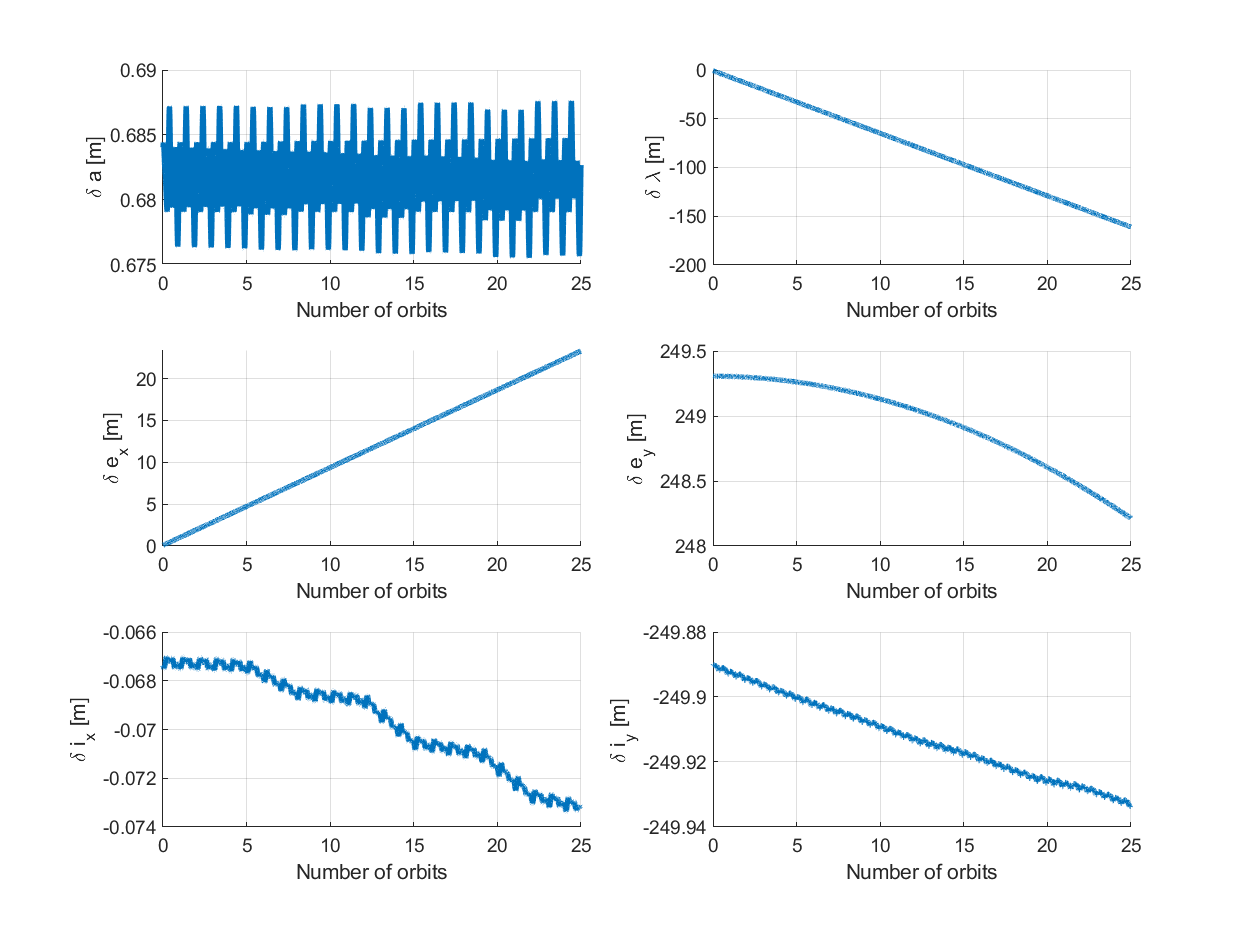 δ a [m]
0.69
0.685
0.68
0.675
0 5 10 15 20 25
Number of orbits
δ λ [m]
0
-50
-100
-150
-200
0 5 10 15 20 25
Number of orbits
δ e_x [m]
20
15
10
5
0
0 5 10 15 20 25
Number of orbits
δ e_y [m]
249.5
249
248.5
248
0 5 10 15 20 25
Number of orbits
δ i_x [m]
-0.066
-0.068
-0.07
-0.072
-0.074
0 5 10 15 20 25
Number of orbits
δ i_y [m]
-249.88
-249.9
-249.92
-249.94
0 5 10 15 20 25
Number of orbits